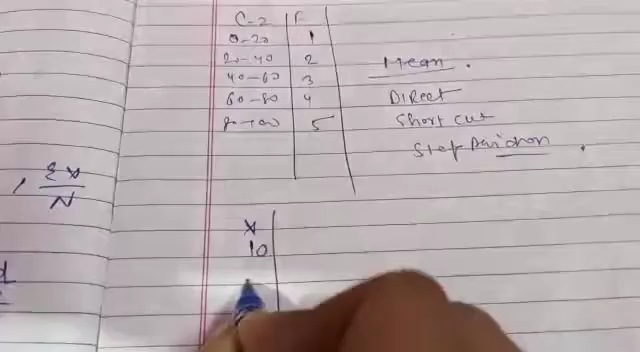 C-2 F
0-20 1
20-40 2
40-60 3
60-80 4
80-100 5
Mean.
Direct
Short cut
Step
X
10
ΣX
N